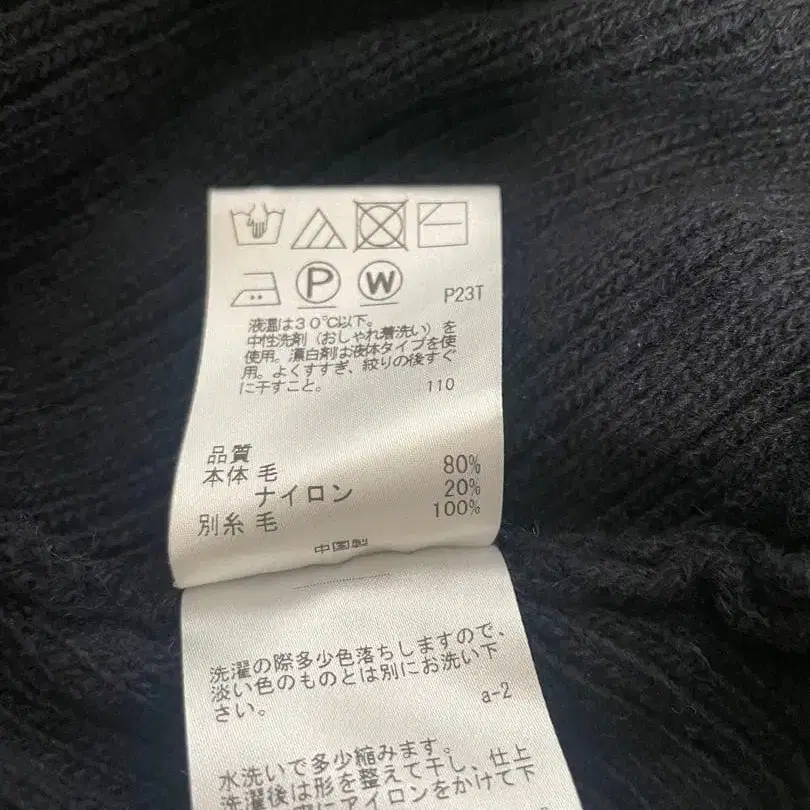 P W P23T
液温は30℃以下。
中性洗剤（おしゃれ着洗い）を
使用。漂白剤は液体タイプを使
用。よくすすぎ、絞りの後すぐ
に干すこと。 110
品質
本体 毛 80%
ナイロン 20%
別糸 毛 100%
中国製
洗濯の際多少色落ちしますので、
淡い色のものとは別にお洗い下
さい。 a-2
水洗いで多少縮みます。
洗濯後は形を整えて干し、仕上
にアイロンをかけて下